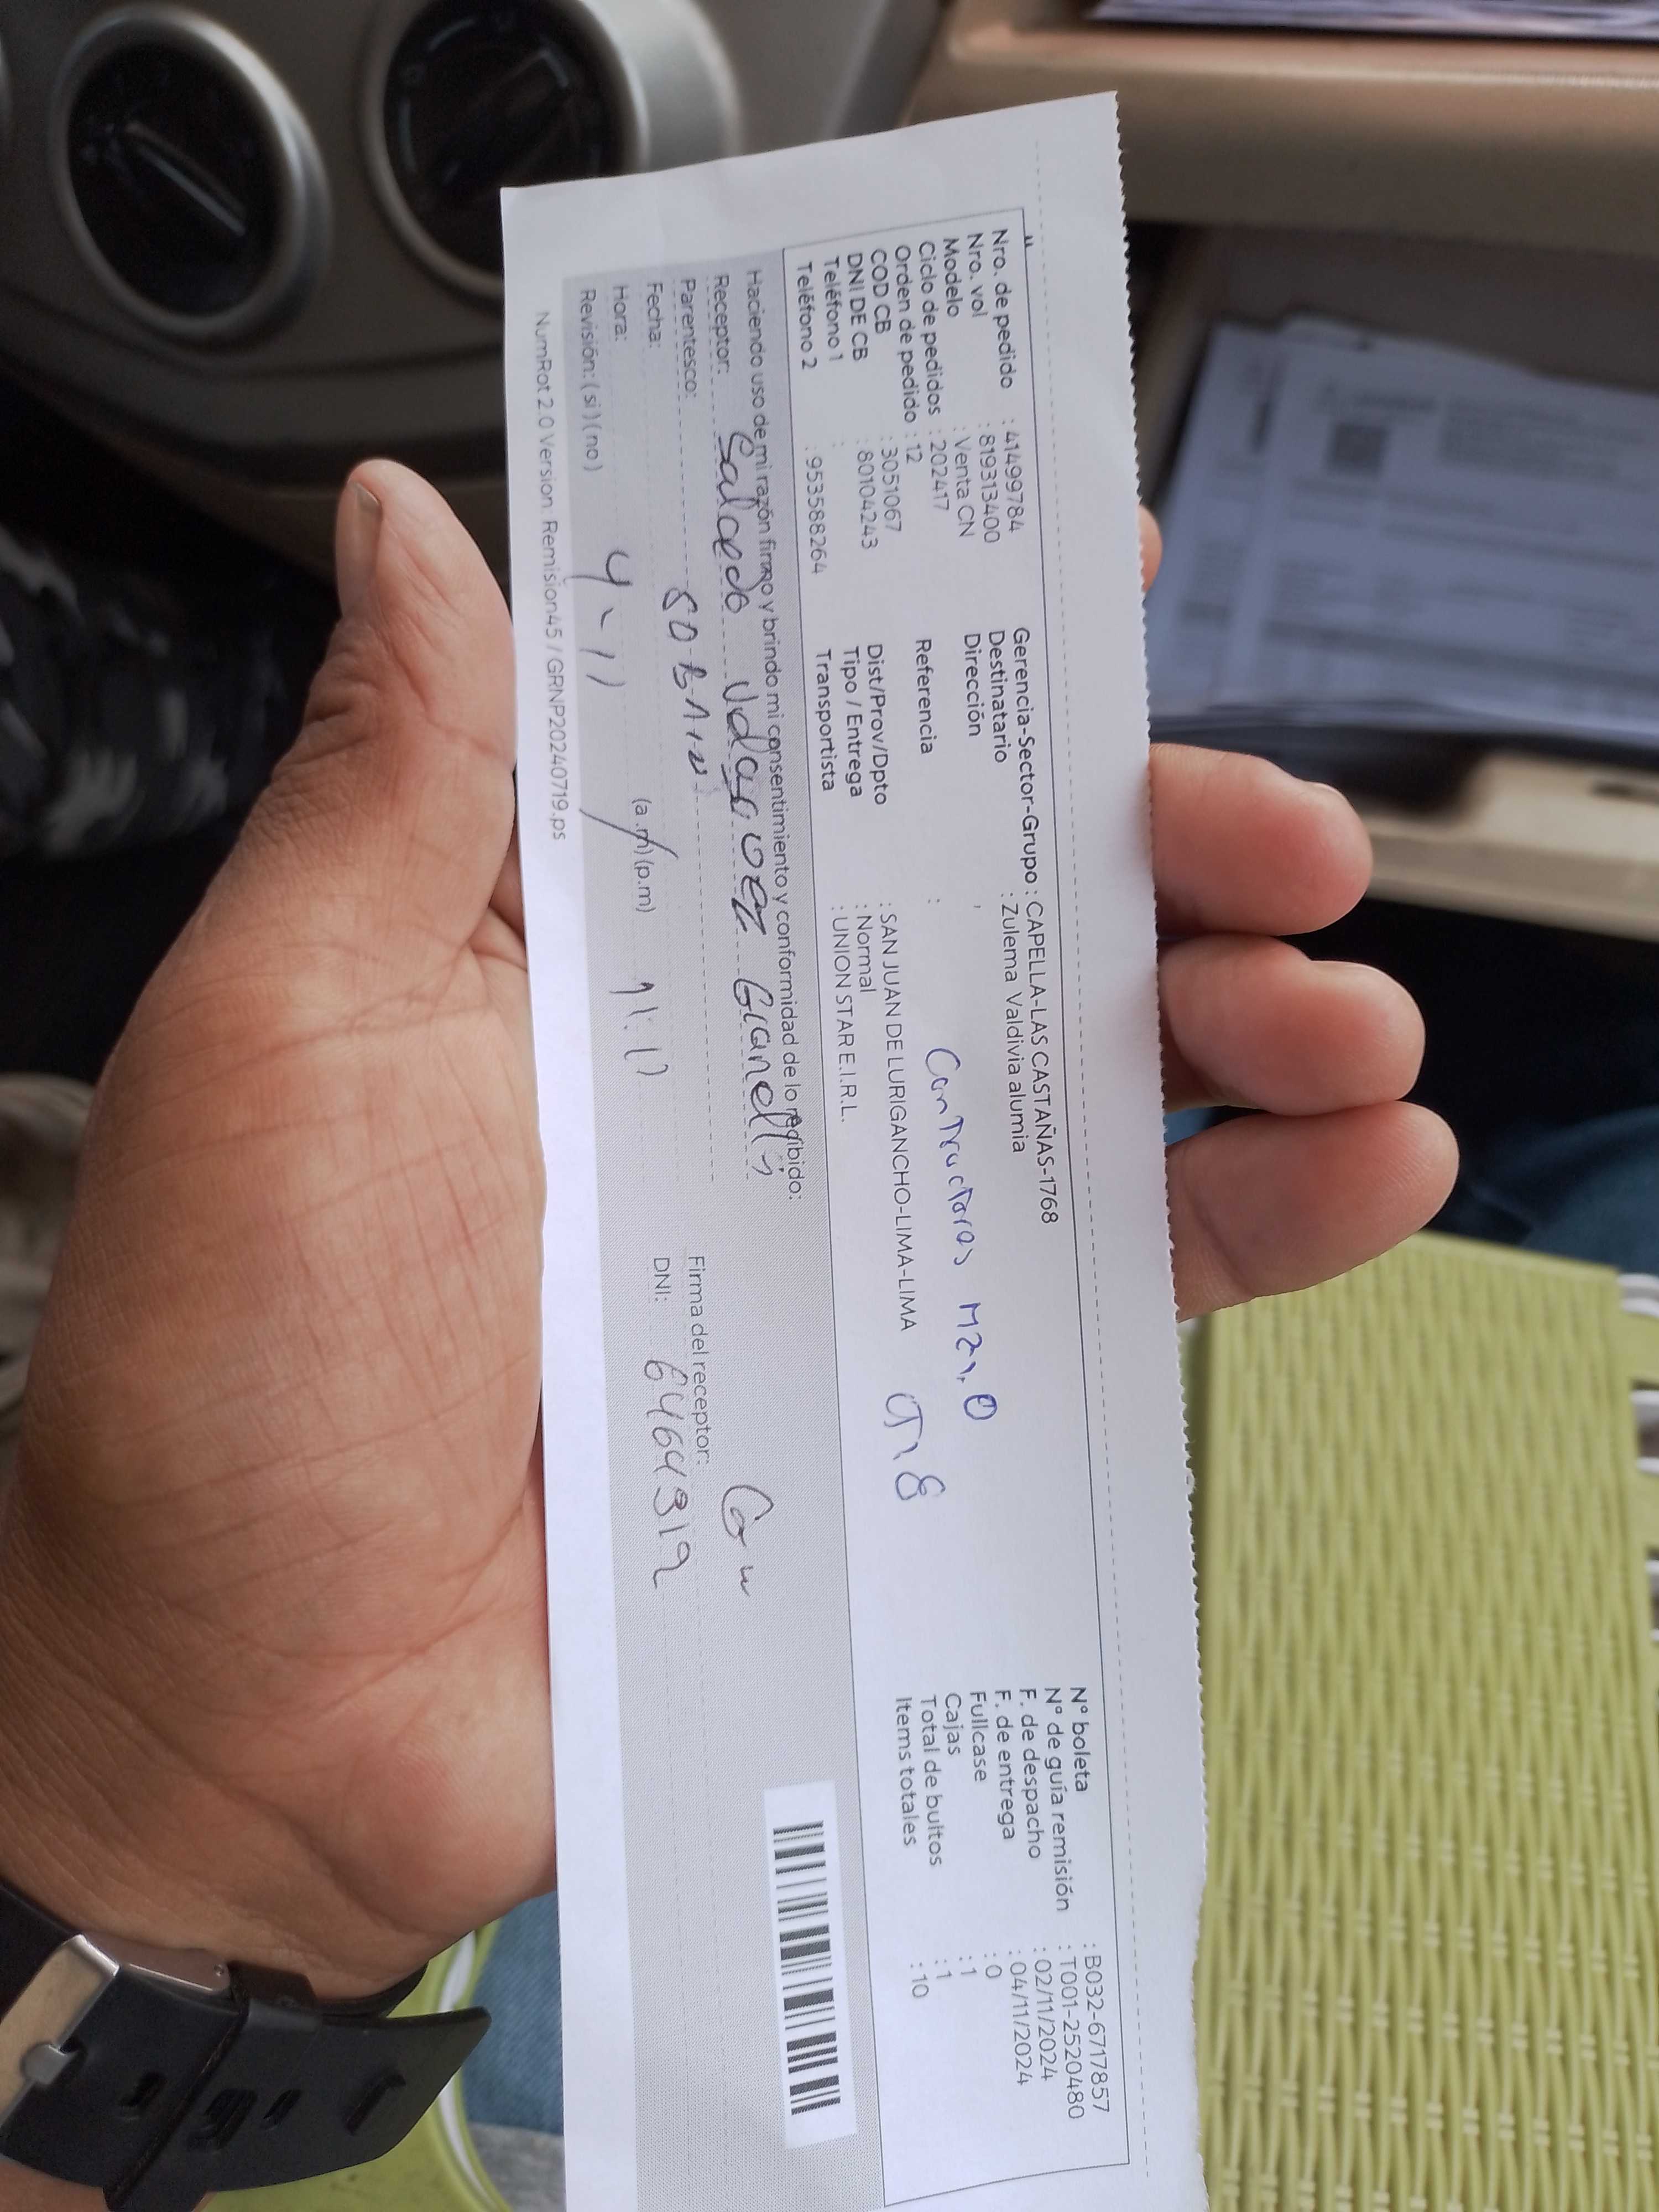 Nro. de pedido : 41499784
Nro. vol : 819313400
Modelo : Venta CN
Ciclo de pedidos : 202417
Orden de pedido : 12
COD CB : 3051067
DNI DE CB : 80104243
Teléfono 1 :
Teléfono 2 : 953588264
Gerencia-Sector-Grupo : CAPELLA-LAS CASTAÑAS-1768
Destinatario : Zulema Valdivia alumia
Dirección
Referencia :
Mz.
Dist/Prov/Dpto : SAN JUAN DE LURIGANCHO-LIMA-LIMA
Tipo / Entrega : Normal
Transportista : UNION STAR E.I.R.L.
N° boleta : B032-6717857
N° de guía remisión : T001-2520480
F. de despacho : 02/11/2024
F. de entrega : 04/11/2024
Fullcase : 0
Cajas : 1
Total de bultos : 1
Items totales : 10
Haciendo uso de mi razón firmo y brindo mi consentimiento y conformidad de lo recibido:
Receptor: Salcedo
Parentesco: SOBRIN
Fecha: 4-11
Hora: (a.m) (p.m) 11:17
Revisión: ( si ) ( no )
Firma del receptor:
DNI:
NumRot 2.0 Version: Remision45 / GRNP20240719.ps